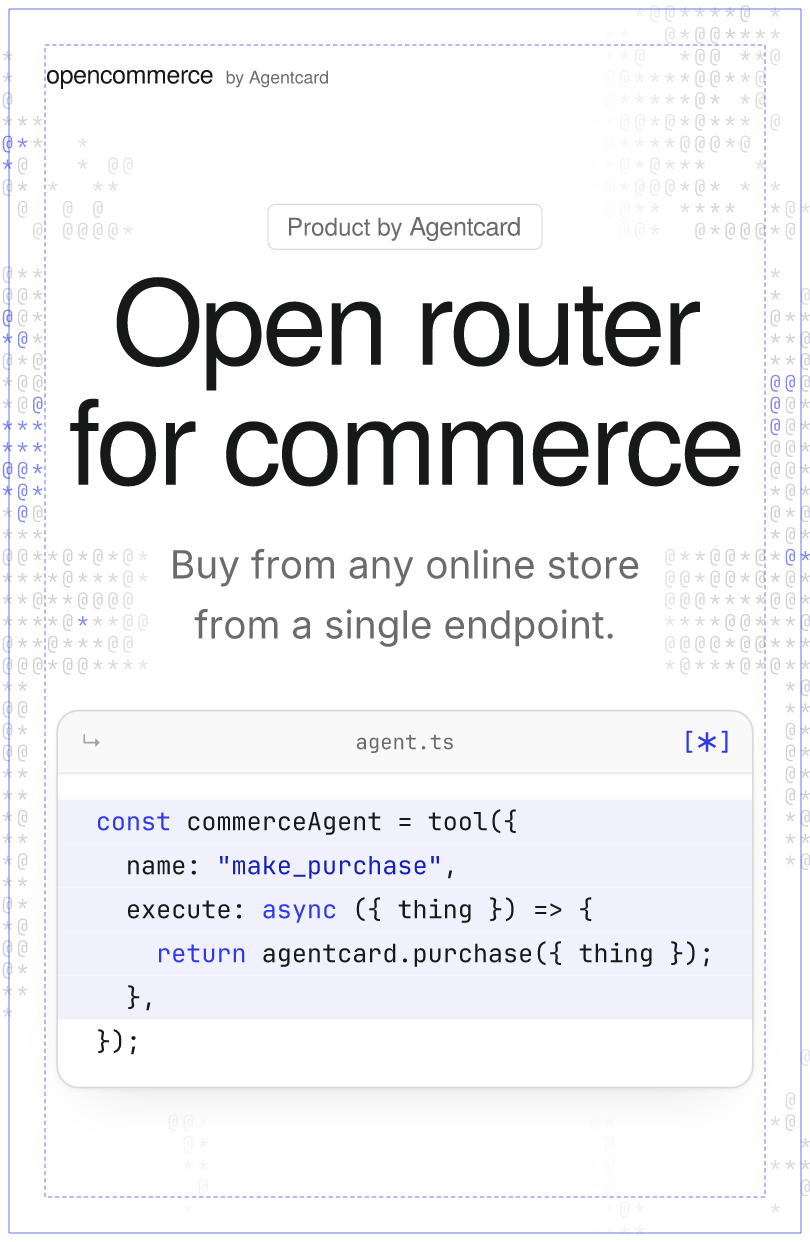 opencommerce by Agentcard
Product by Agentcard
Open router
for commerce
Buy from any online store
from a single endpoint.
agent.ts [*]
const commerceAgent = tool({
  name: "make_purchase",
  execute: async ({ thing }) => {
    return agentcard.purchase({ thing });
  },
});